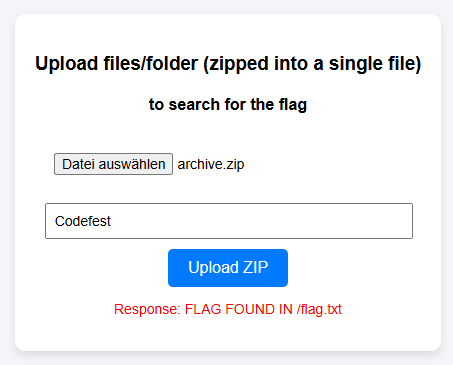 Upload files/folder (zipped into a single file)
to search for the flag
Datei auswählen archive.zip
Codefest
Upload ZIP
Response: FLAG FOUND IN /flag.txt